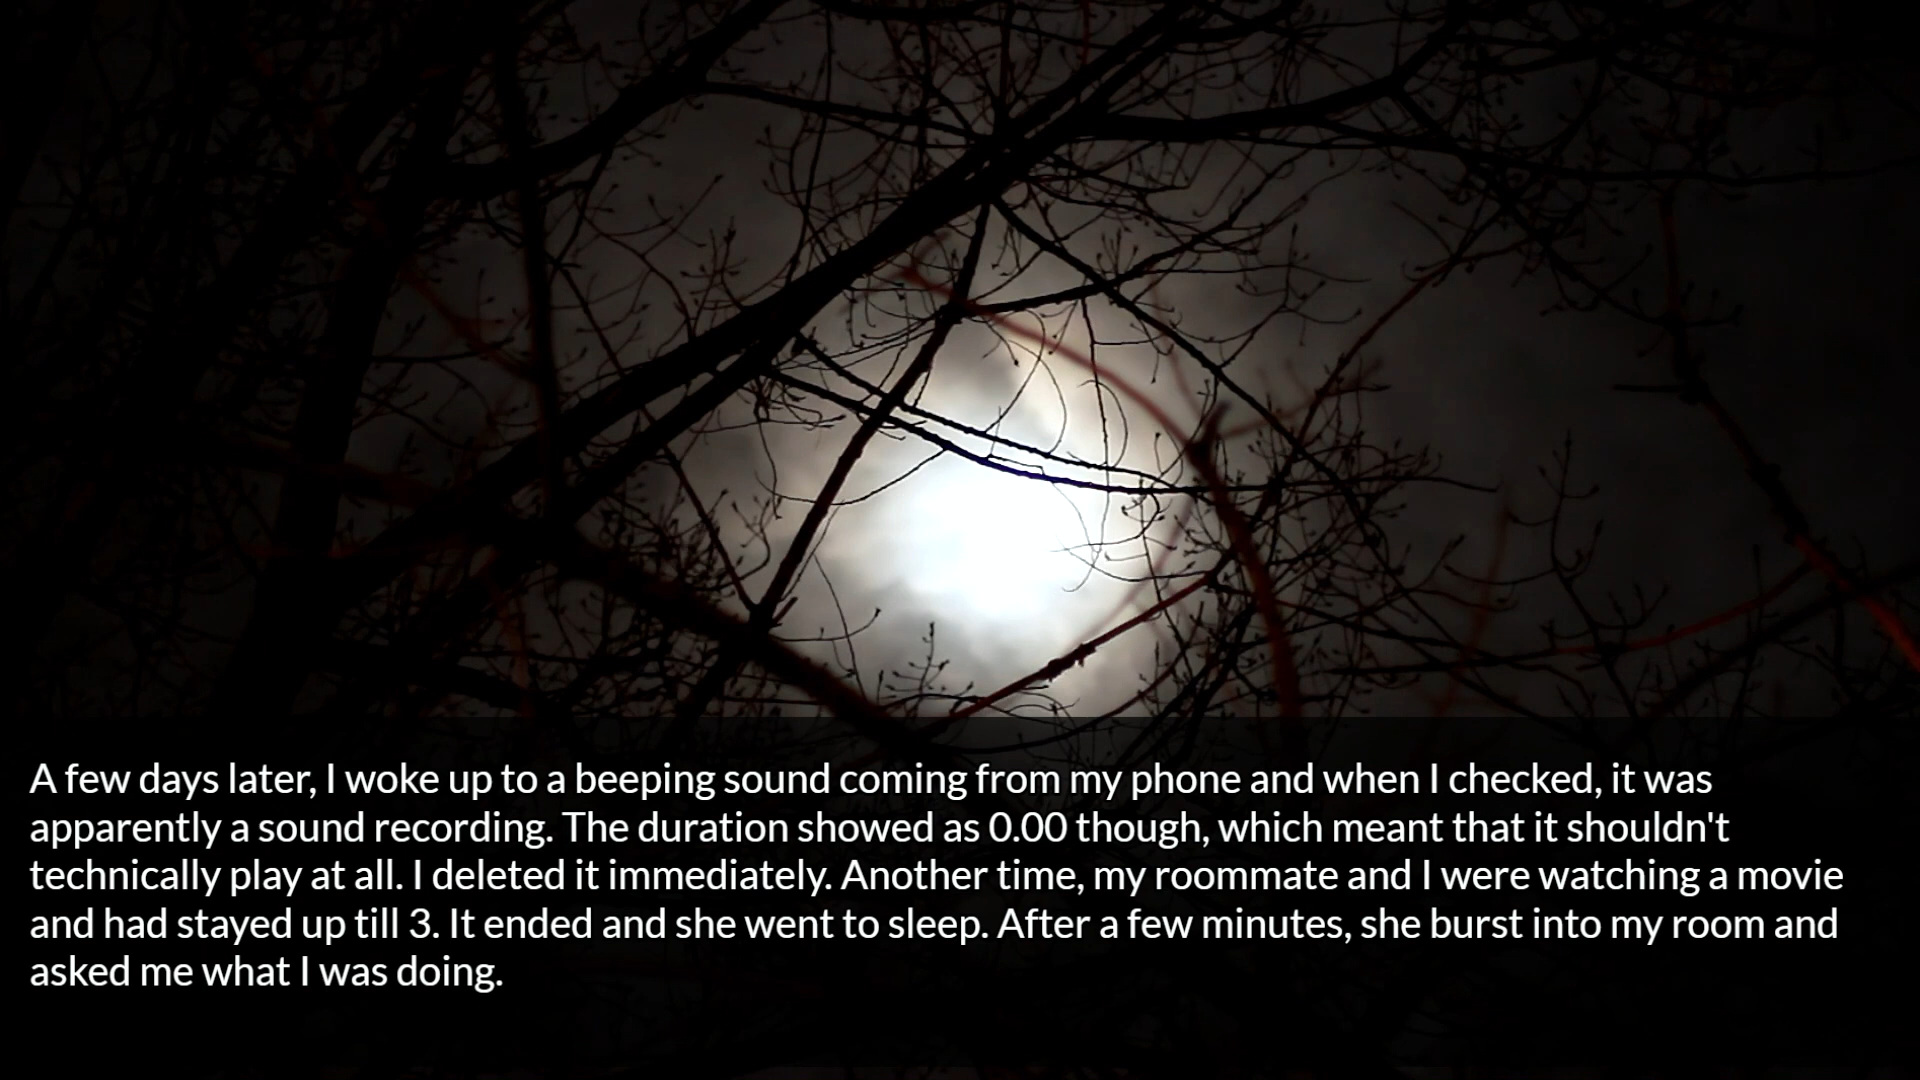 A few days later, I woke up to a beeping sound coming from my phone and when I checked, it was
apparently a sound recording. The duration showed as 0.00 though, which meant that it shouldn't
technically play at all. I deleted it immediately. Another time, my roommate and I were watching a movie
and had stayed up till 3. It ended and she went to sleep. After a few minutes, she burst into my room and
asked me what I was doing.